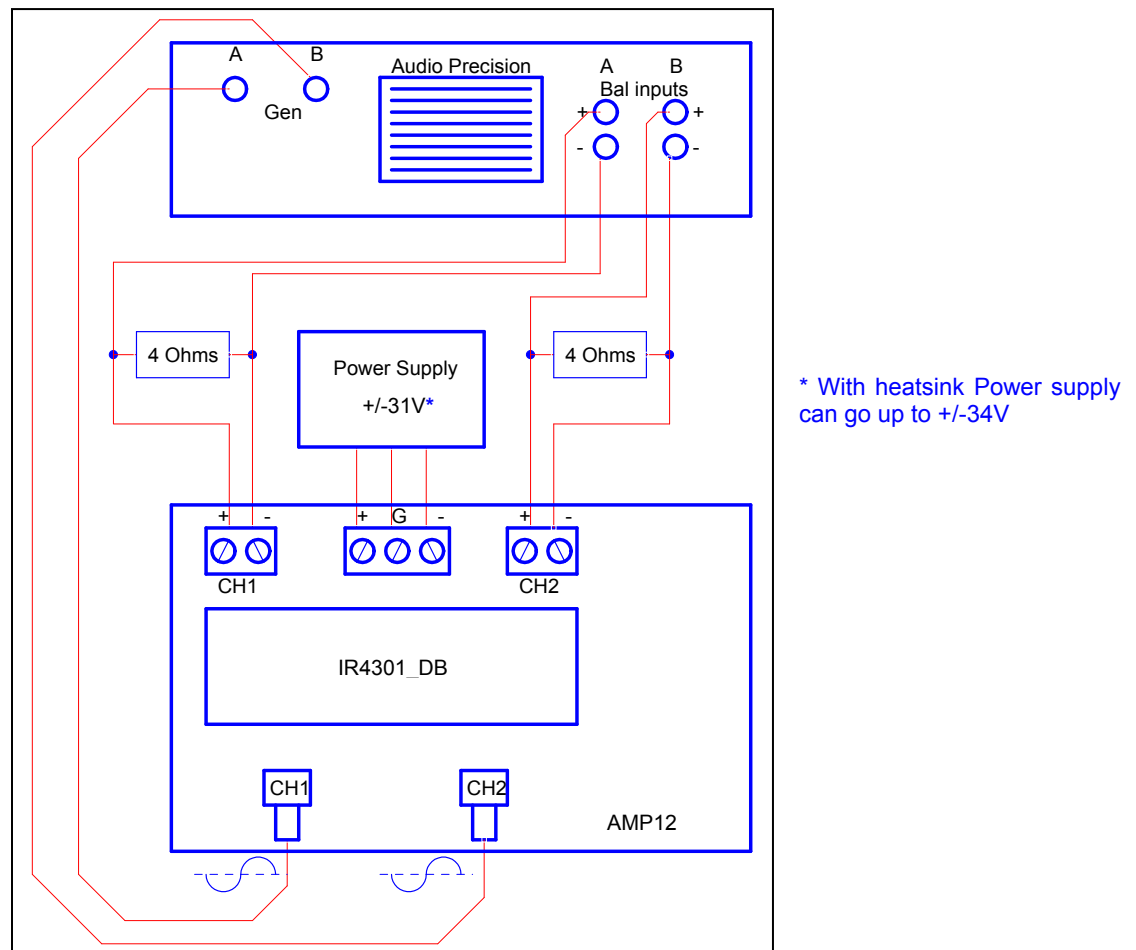 A B
Gen
Audio Precision
A B
Bal inputs
+ +
- -
4 Ohms
Power Supply
+/-31V*
4 Ohms
* With heatsink Power supply
can go up to +/-34V
+ -
CH1
+ G -
+ -
CH2
IR4301_DB
CH1
CH2
AMP12